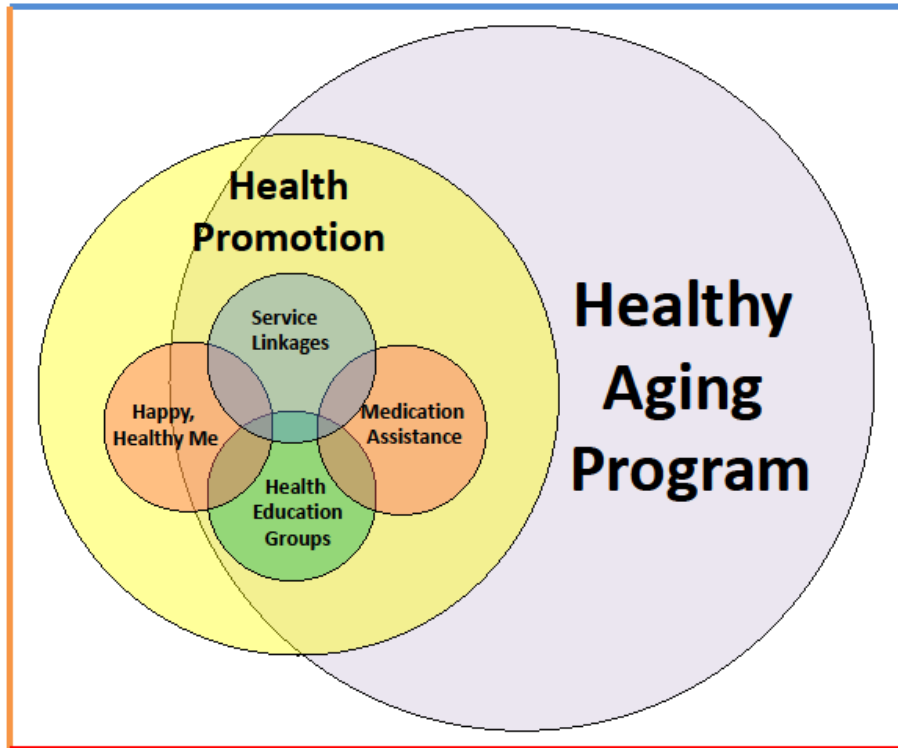 Health
Promotion
Service
Linkages
Happy,
Healthy Me
Medication
Assistance
Health
Education
Groups
Healthy
Aging
Program